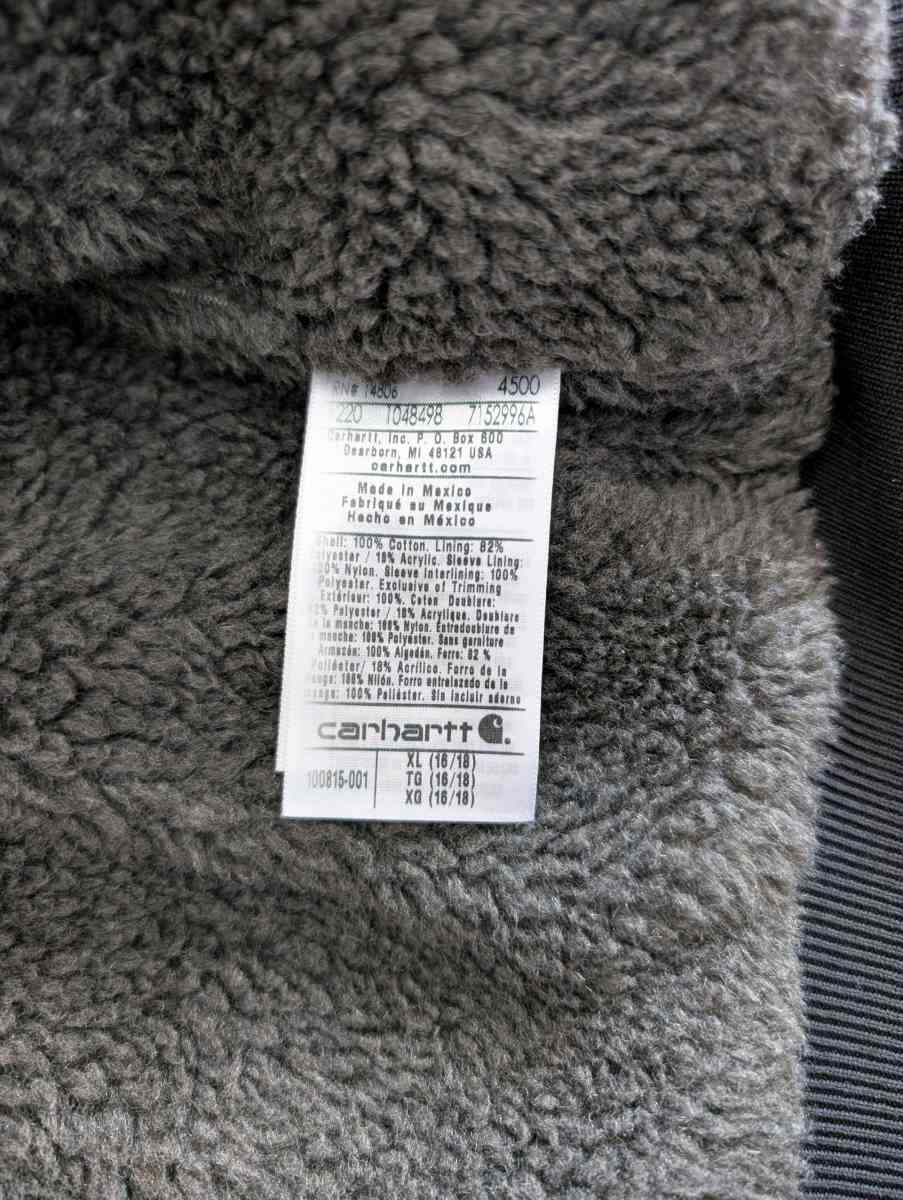 RN# 14806 4500
220 1048498 7152996A
Carhartt, Inc. P. O. Box 600
Dearborn, MI 48121 USA
carhartt.com
Made in Mexico
Fabriqué au Mexique
Hecho en México
Shell: 100% Cotton. Lining: 82%
Polyester / 18% Acrylic. Sleeve Lining:
Nylon. Sleeve Interlining: 100%
Polyester. Exclusive of Trimming
Extérieur: 100%. Coton Doublure:
Polyester / 18% Acrylique. Doublure
de la manche: 100% Nylon. Entredoublure de
la manche: 100% Polyester. Sans garniture
Armazón: 100% Algodón. Forro: 82 %
Poliéster/ 18% Acrílico. Forro de la
manga: 100% Nilón. Forro entrelazado de la
manga: 100% Poliéster. Sin incluir adorno
carhartt
100815-001
XL (16/18)
TG (16/18)
XG (16/18)